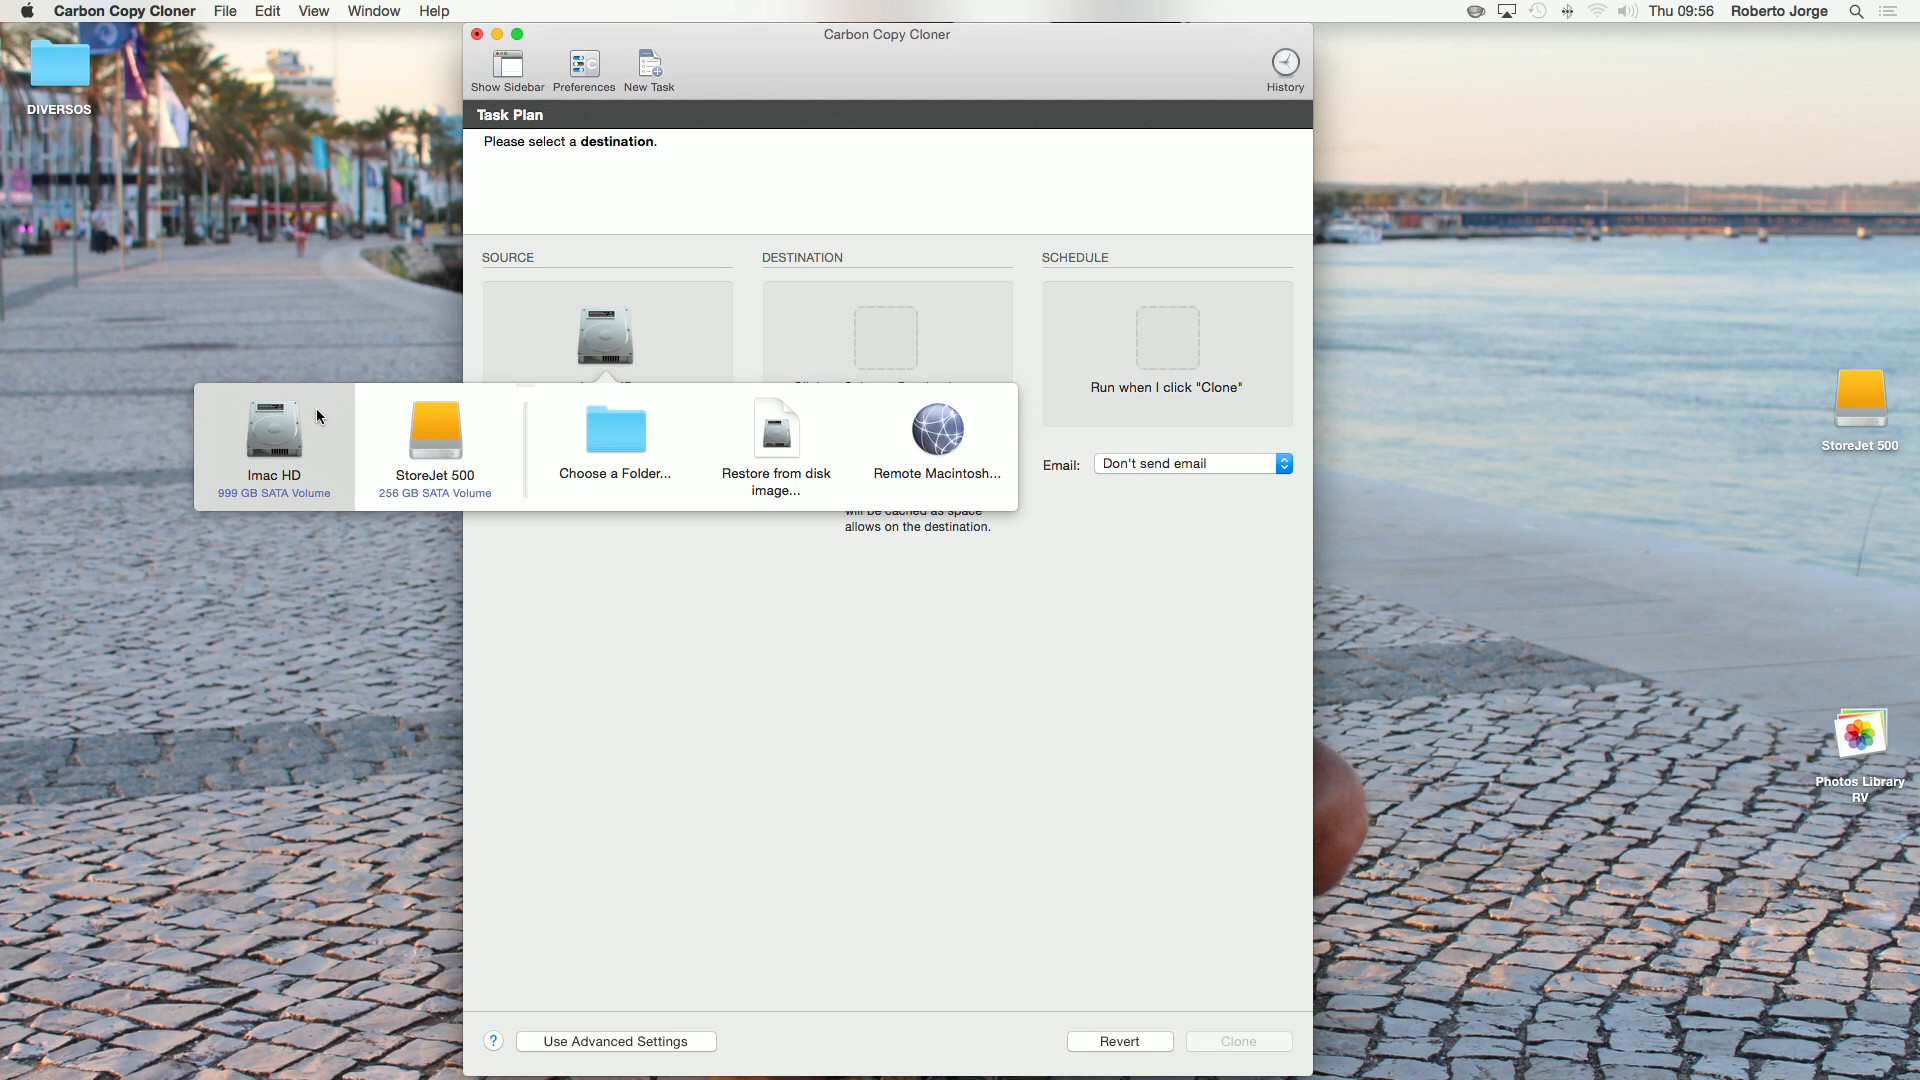 Carbon Copy Cloner File Edit View Window Help
Thu 09:56 Roberto Jorge
DIVERSOS
Carbon Copy Cloner
Show Sidebar Preferences New Task
History
Task Plan
Please select a destination.
SOURCE
DESTINATION
SCHEDULE
Run when I click "Clone"
Email: Don't send email
Imac HD
999 GB SATA Volume
StoreJet 500
256 GB SATA Volume
Choose a Folder...
Restore from disk
image...
Remote Macintosh...
will be cached as space
allows on the destination.
StoreJet 500
Photos Library
RV
? Use Advanced Settings
Revert
Clone